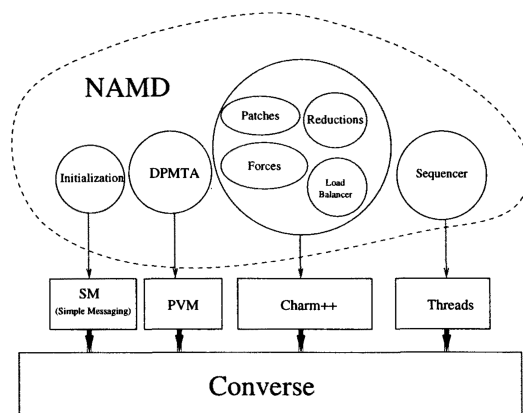 NAMD
Patches
Reductions
Forces
Load
Balancer
Initialization
DPMTA
Sequencer
SM
(Simple Messaging)
PVM
Charm++
Threads
Converse